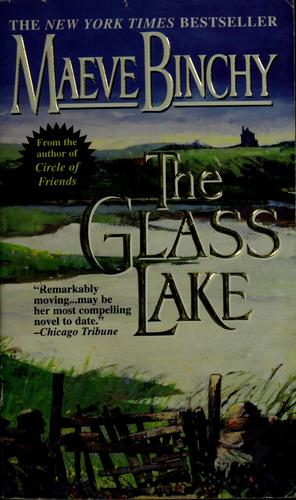 THE NEW YORK TIMES BESTSELLER
MAEVE BINCHY
From the
author of
Circle of
Friends
The
GLASS
LAKE
"Remarkably
moving...may be
her most compelling
novel to date."
–Chicago Tribune